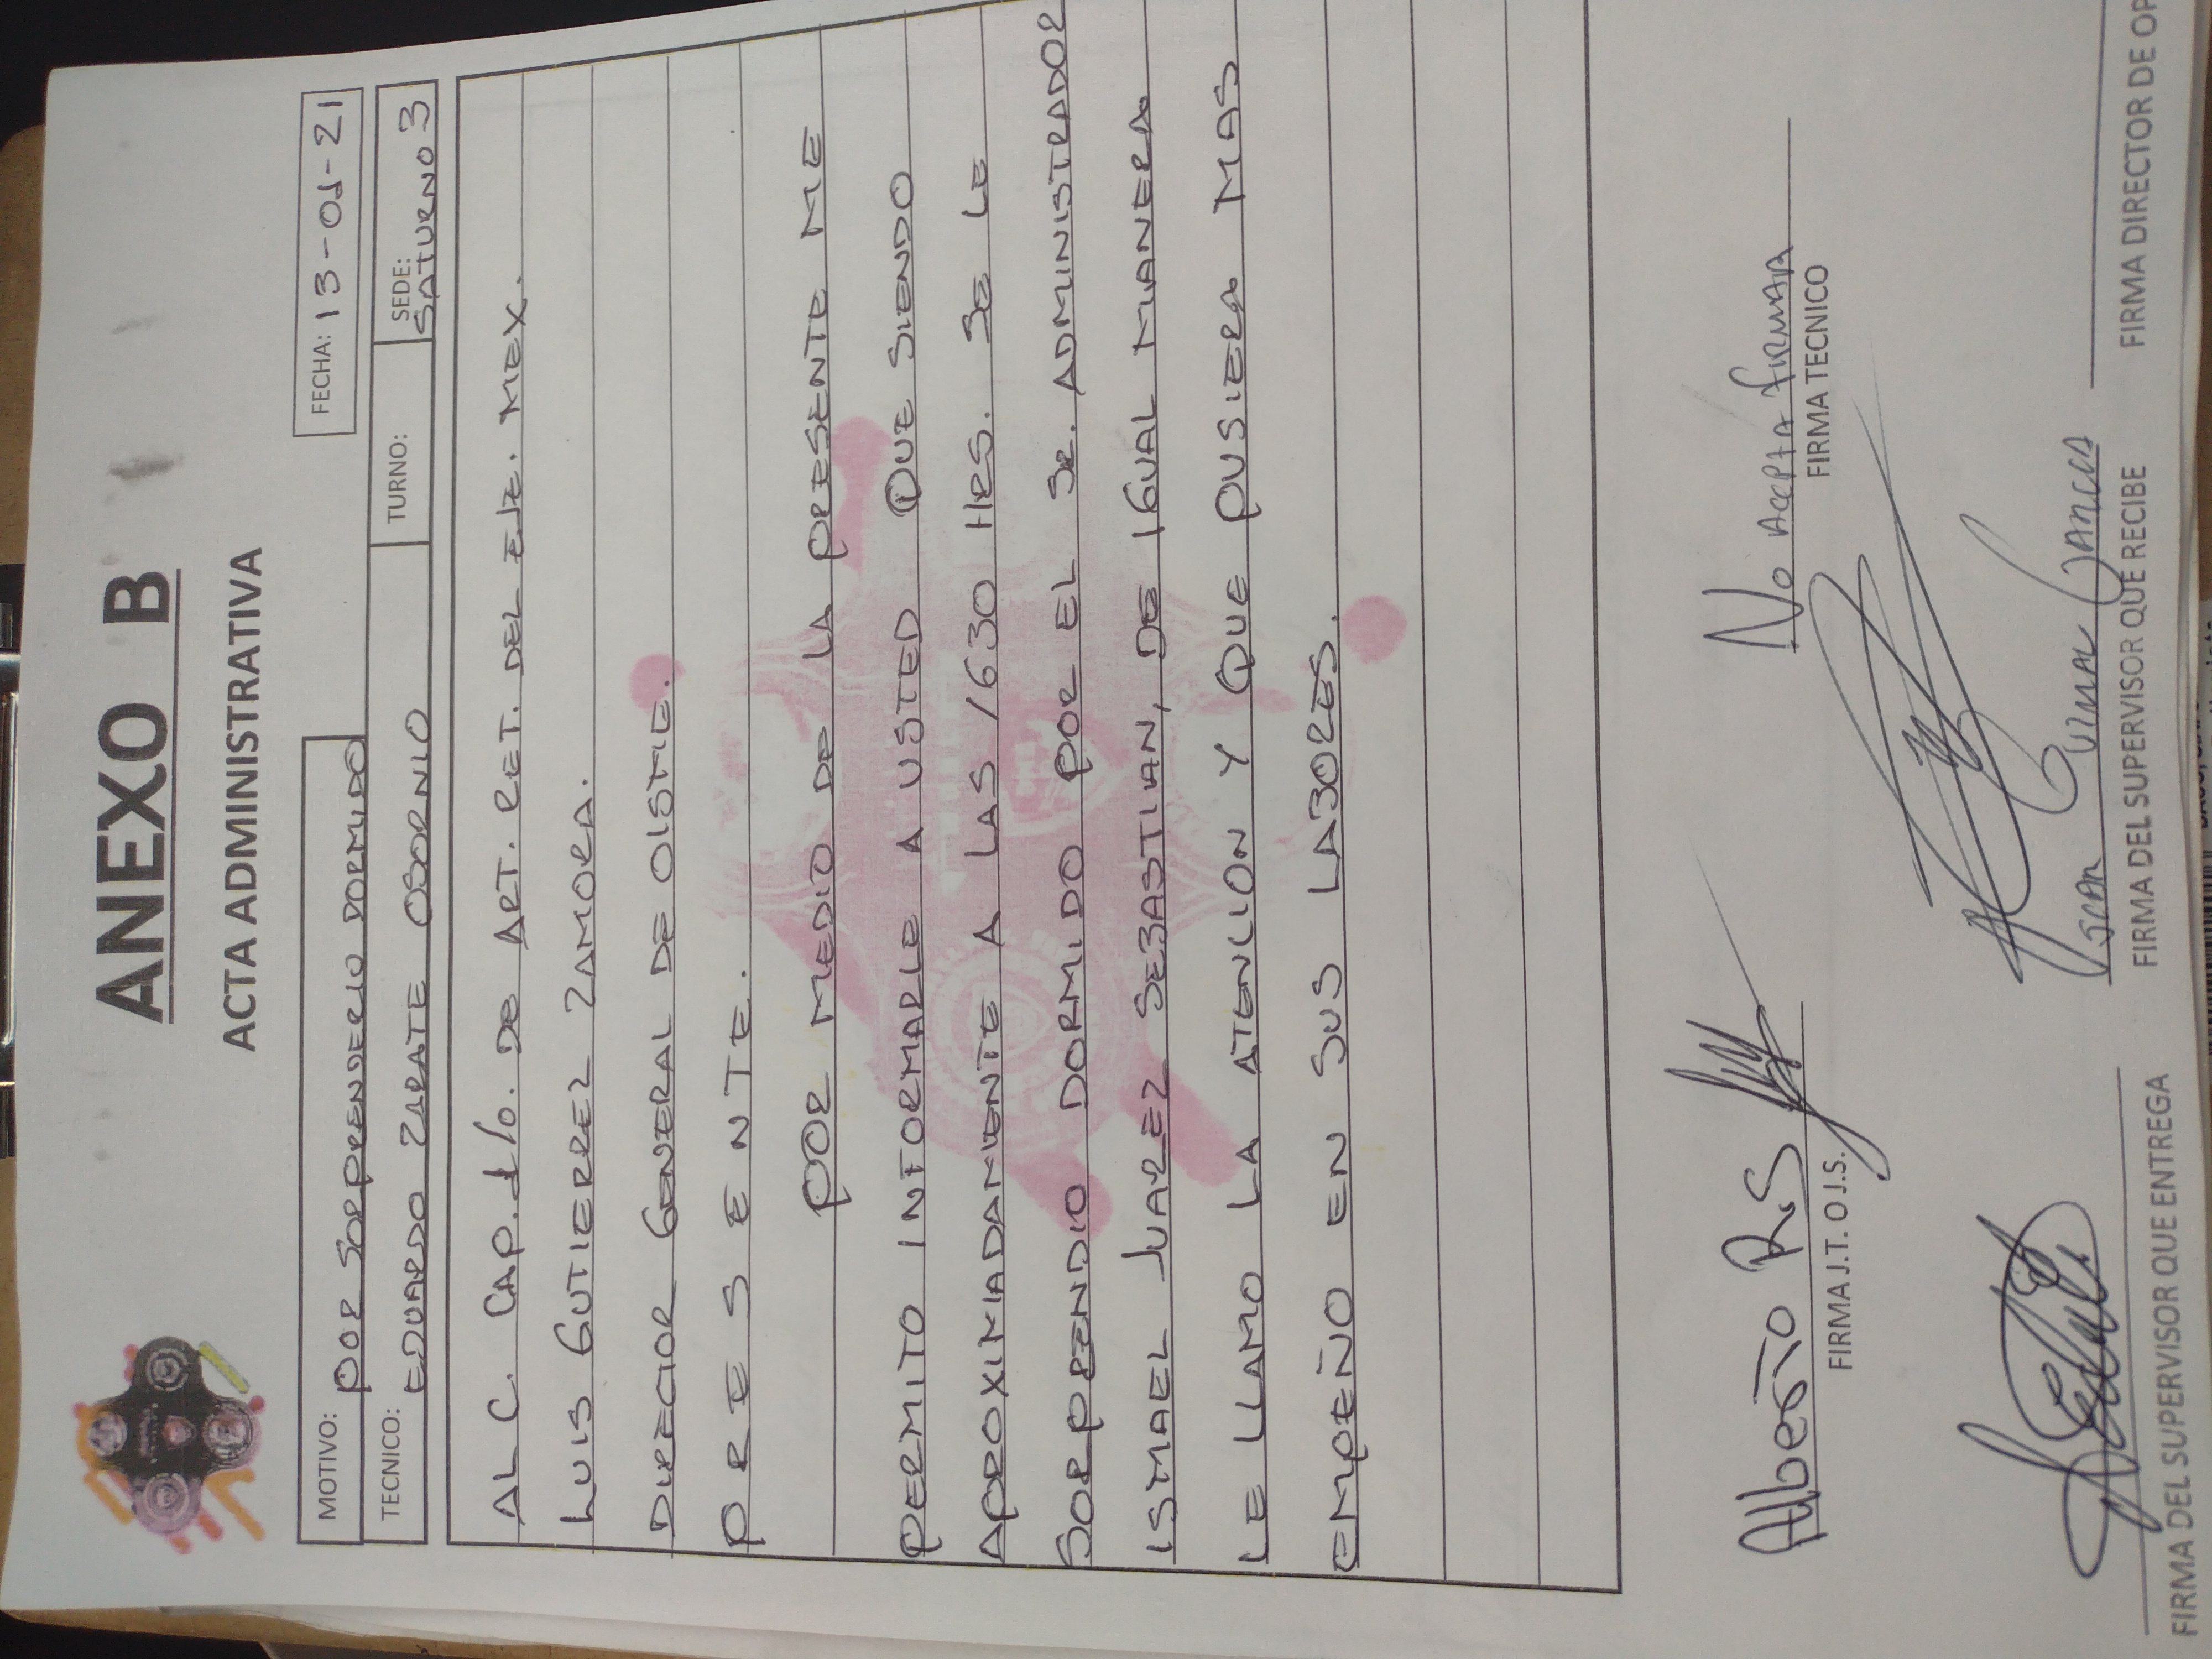 ANEXO B
ACTA ADMINISTRATIVA
MOTIVO: POR SORPRENDERLO DORMIDO
FECHA: 13-01-21
TECNICO: EDUARDO ZARATE OSORNIO
TURNO:
SEDE: SATURNO 3
AL C. CAP. 1/o. DE ART. RET. DEL EJE. MEX.
LUIS GUTIERREZ ZAMORA.
DIRECTOR GENERAL DE OISME.
P R E S E N T E.
POR MEDIO DE LA PRESENTE ME
PERMITO INFORMARLE A USTED QUE SIENDO
APROXIMADAMENTE A LAS 1630 HRS. SE LE
SORPRENDIO DORMIDO POR EL SR. ADMINISTRADOR
ISMAEL JUAREZ SEBASTIAN, DE IGUAL MANERA
LE LLAMO LA ATENCION Y QUE PUSIERA MAS
EMPEÑO EN SUS LABORES.
Alberto R.S
FIRMA J.T. O J.S.
No ACEPTA FIRMAR
FIRMA TECNICO
FIRMA DEL SUPERVISOR QUE ENTREGA
FIRMA DEL SUPERVISOR QUE RECIBE
FIRMA DIRECTOR DE OP